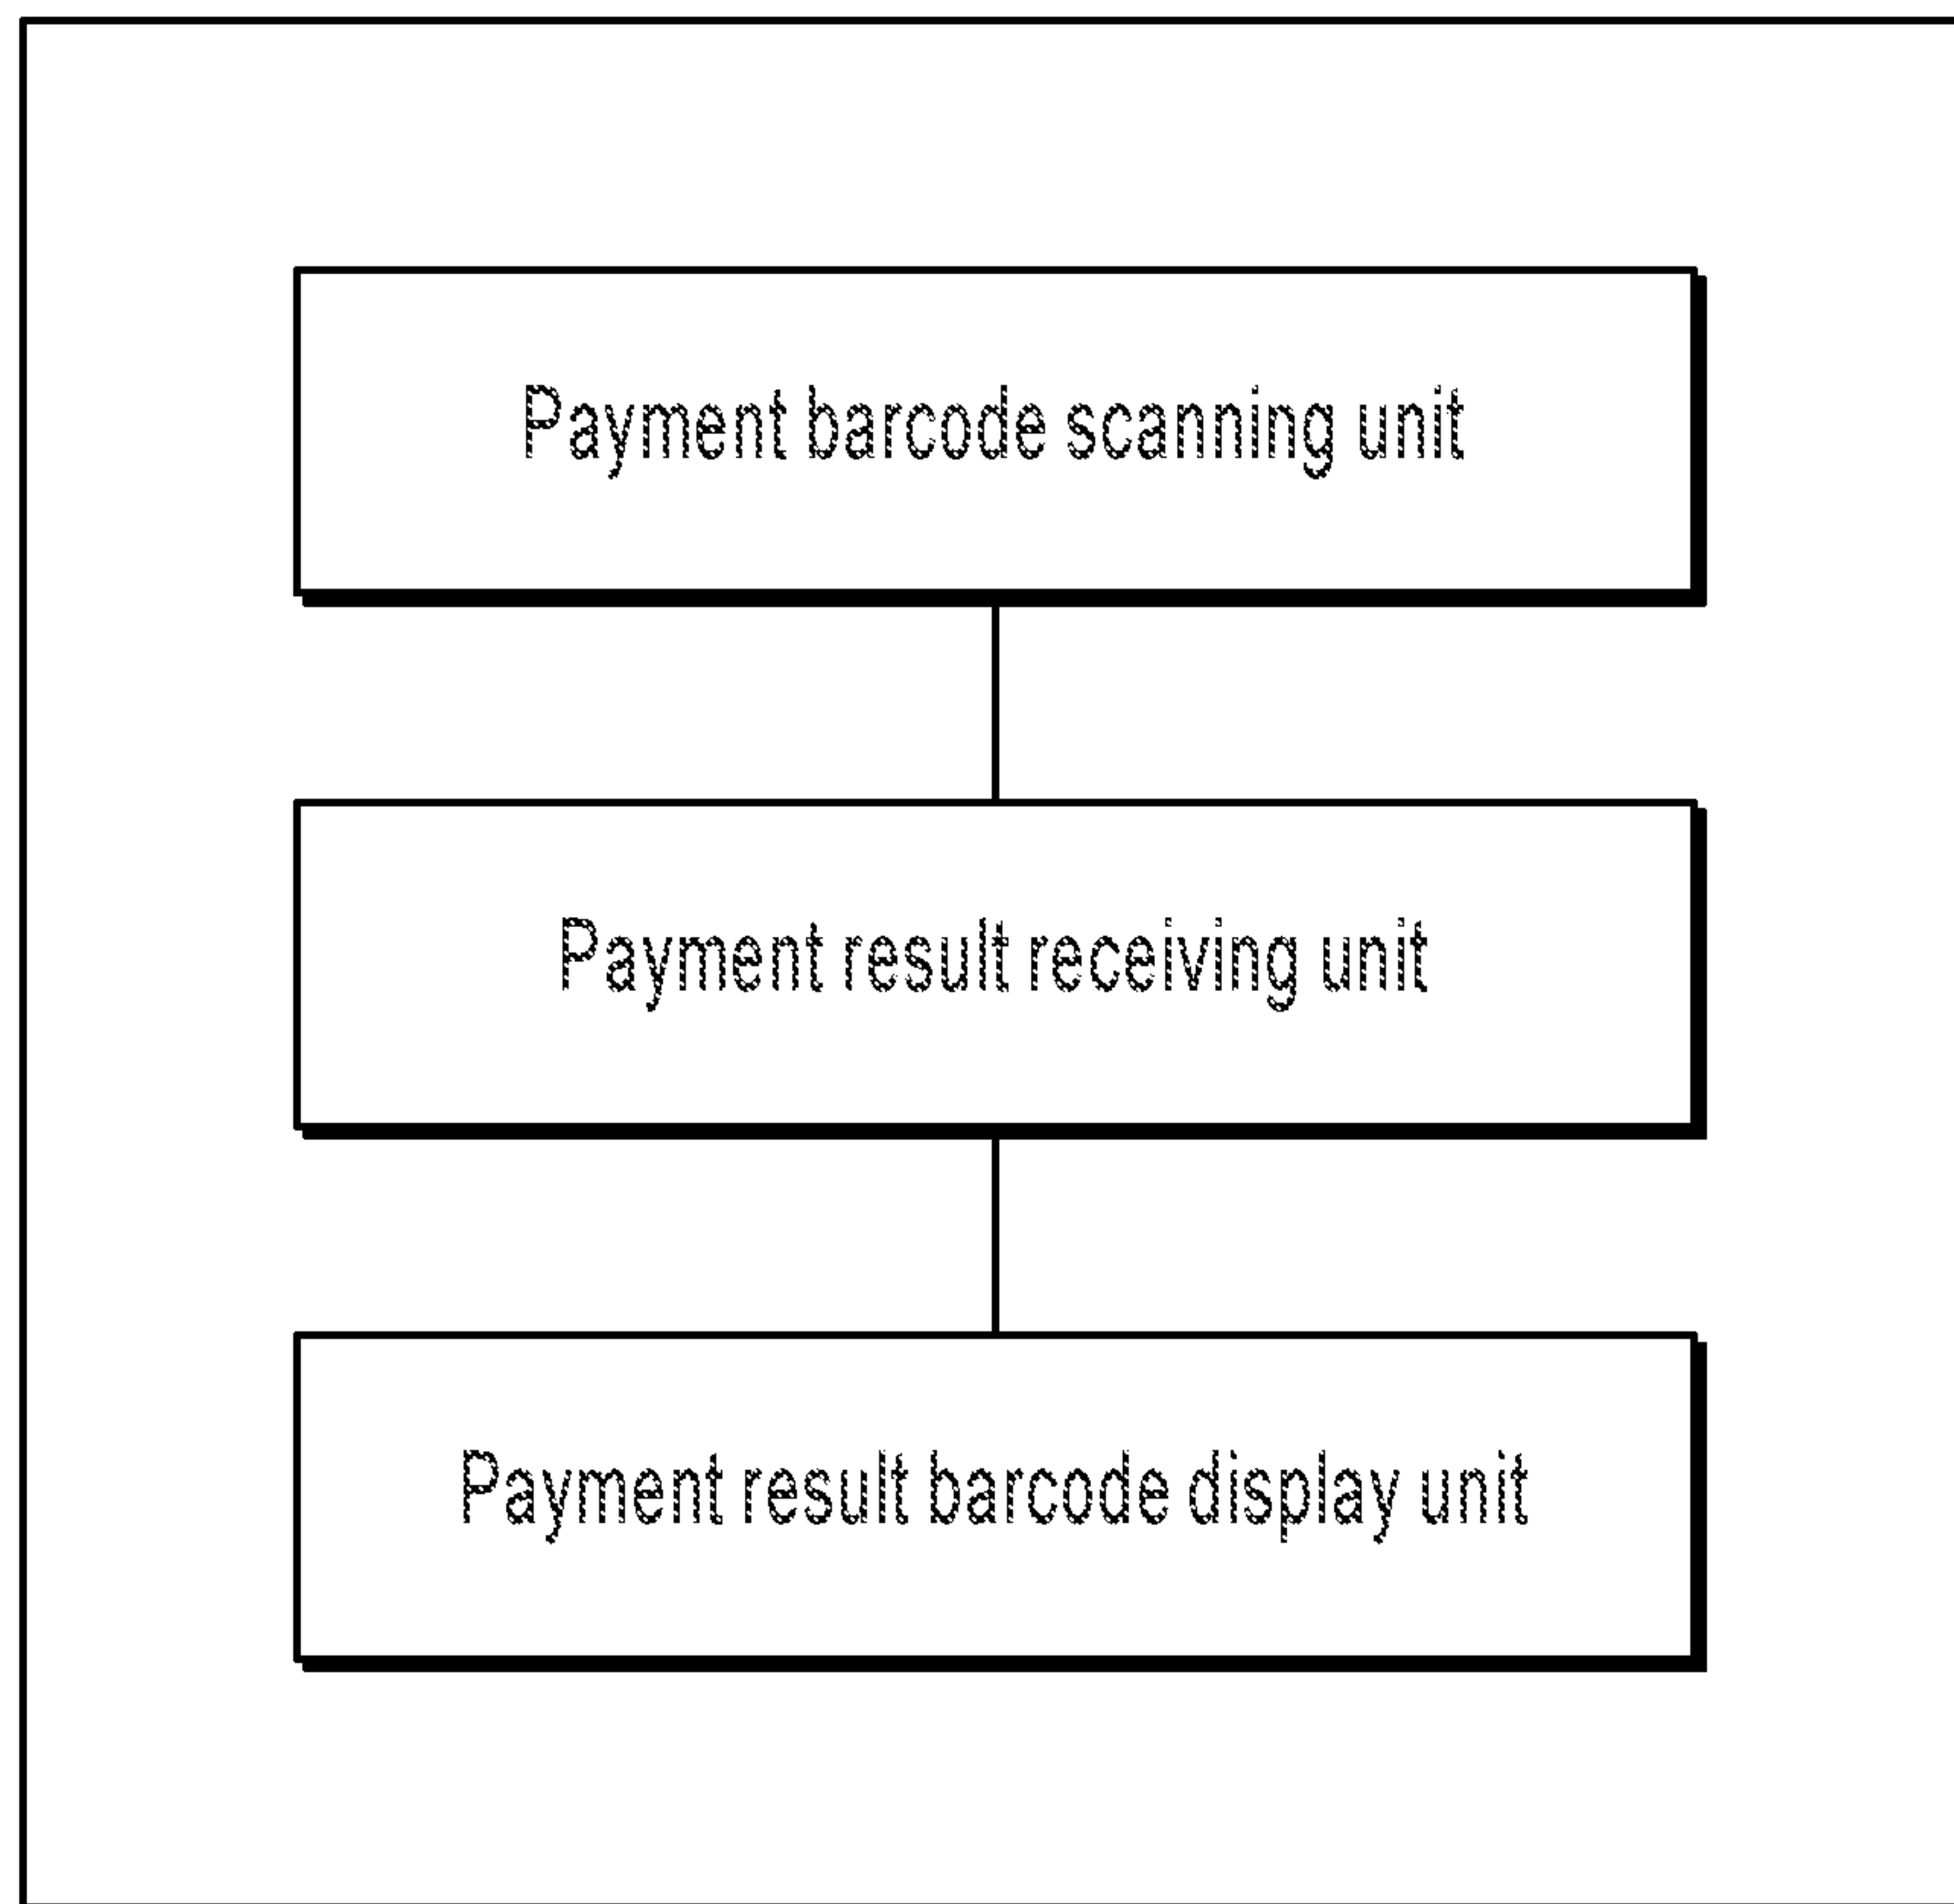 Payment barcode scanning unit
Payment result receiving unit
Payment result barcode display unit